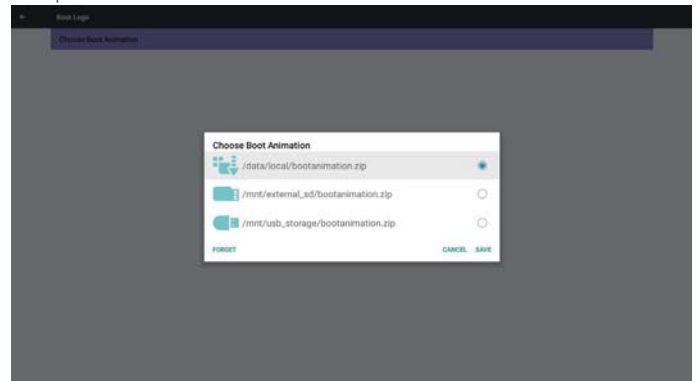 Boot Logo
Choose Boot Animation
Choose Boot Animation
/data/local/bootanimation.zip
/mnt/external_sd/bootanimation.zip
/mnt/usb_storage/bootanimation.zip
FORGET CANCEL SAVE